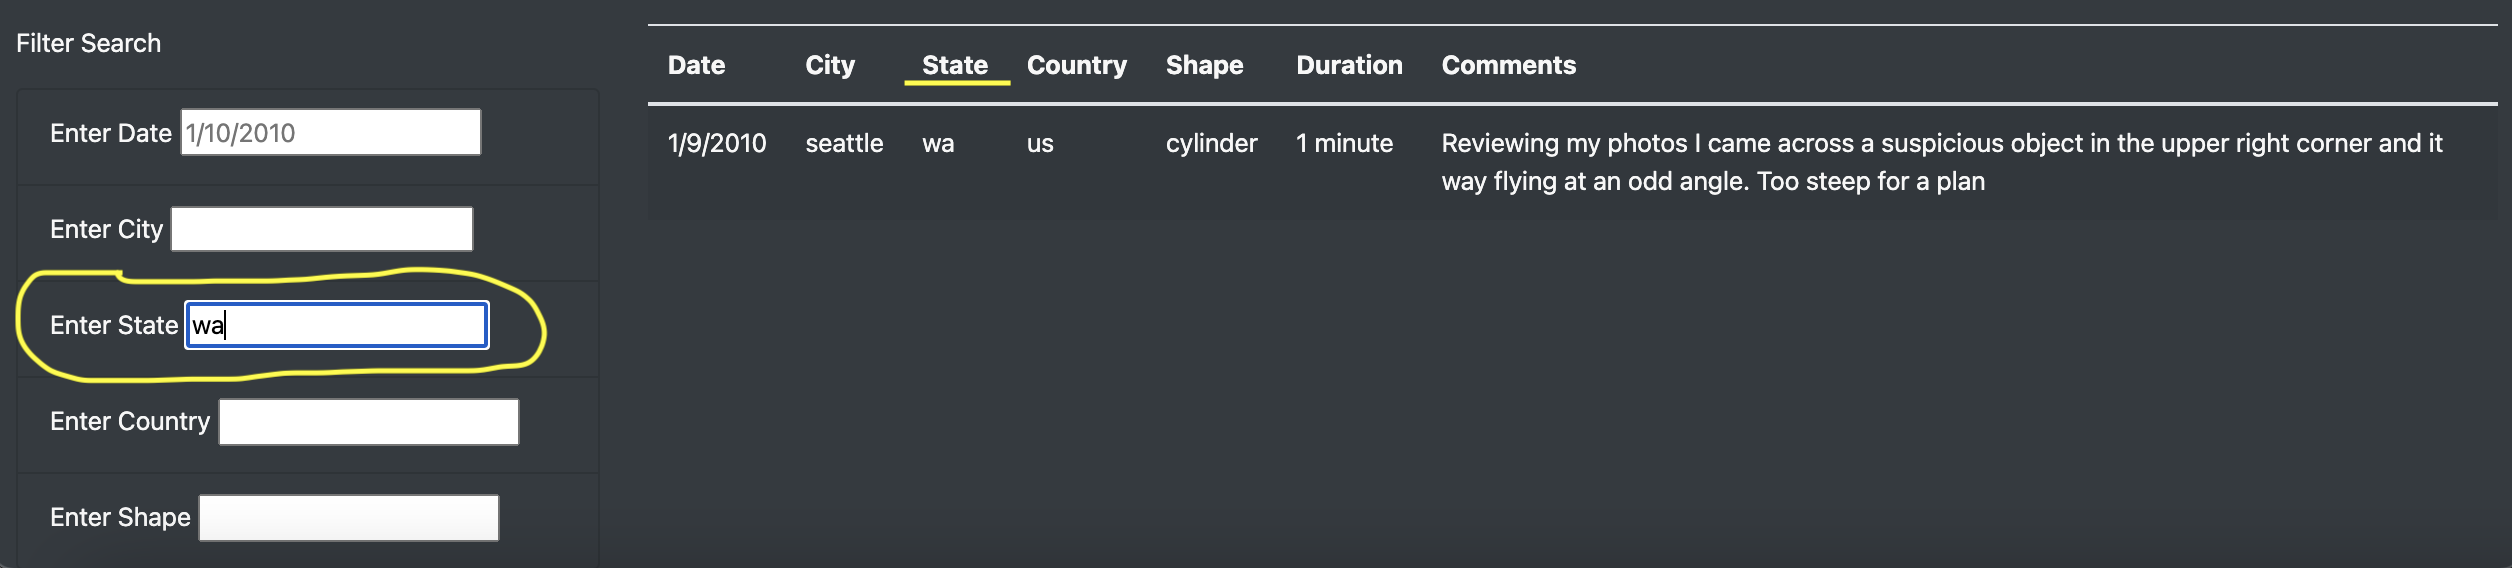 Filter Search
Enter Date 1/10/2010
Enter City
Enter State wa
Enter Country
Enter Shape
Date City State Country Shape Duration Comments
1/9/2010 seattle wa us cylinder 1 minute Reviewing my photos I came across a suspicious object in the upper right corner and it
way flying at an odd angle. Too steep for a plan